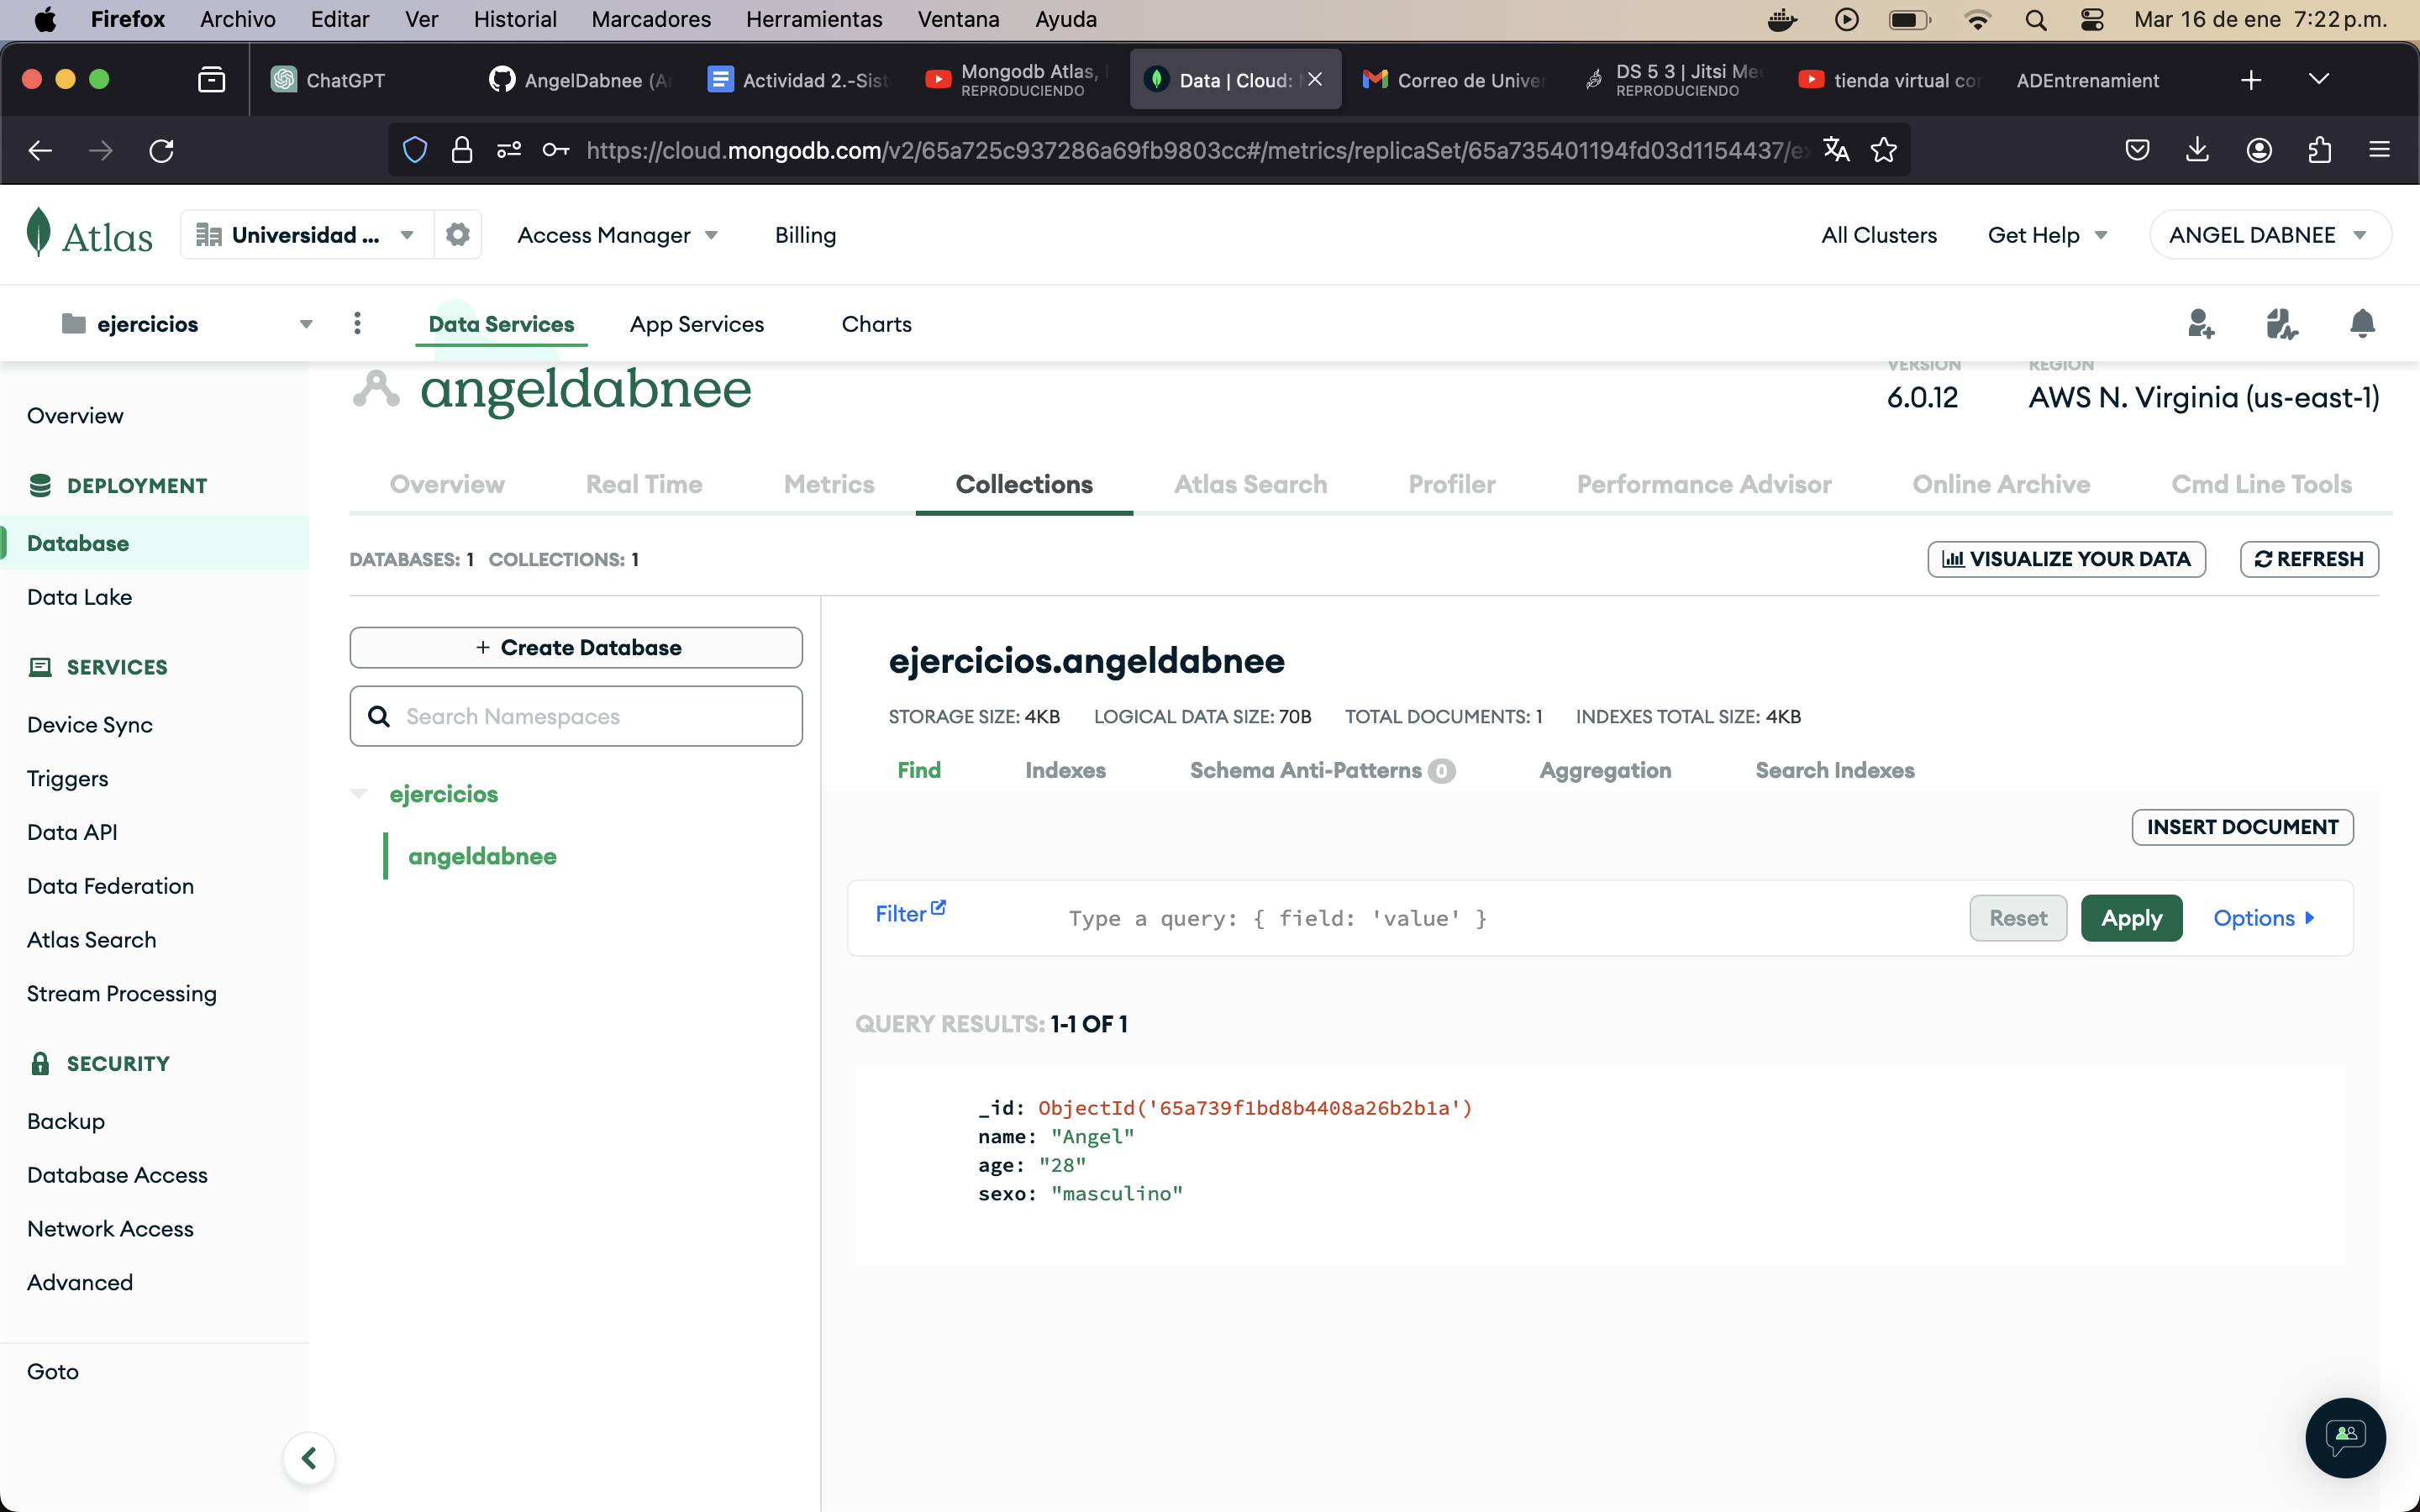 Firefox Archivo Editar Ver Historial Marcadores Herramientas Ventana Ayuda Mar 16 de ene 7:22 p.m.
ChatGPT
AngelDabnee (A
Actividad 2.-Sist
Mongodb Atlas,
REPRODUCIENDO
Data | Cloud:
Correo de Univer
DS 5 3 | Jitsi Mee
REPRODUCIENDO
tienda virtual co
ADEntrenamient
https://cloud.mongodb.com/v2/65a725c937286a69fb9803cc#/metrics/replicaSet/65a735401194fd03d1154437/ex
Atlas
Universidad ...
Access Manager
Billing
All Clusters
Get Help
ANGEL DABNEE
ejercicios
Data Services
App Services
Charts
Overview
DEPLOYMENT
Database
Data Lake
SERVICES
Device Sync
Triggers
Data API
Data Federation
Atlas Search
Stream Processing
SECURITY
Backup
Database Access
Network Access
Advanced
Goto
angeldabnee
VERSION
6.0.12
REGION
AWS N. Virginia (us-east-1)
Overview Real Time Metrics Collections Atlas Search Profiler Performance Advisor Online Archive Cmd Line Tools
DATABASES: 1 COLLECTIONS: 1
VISUALIZE YOUR DATA
REFRESH
+ Create Database
Search Namespaces
ejercicios
angeldabnee
ejercicios.angeldabnee
STORAGE SIZE: 4KB LOGICAL DATA SIZE: 70B TOTAL DOCUMENTS: 1 INDEXES TOTAL SIZE: 4KB
Find Indexes Schema Anti-Patterns 0 Aggregation Search Indexes
INSERT DOCUMENT
Filter
Type a query: { field: 'value' }
Reset
Apply
Options
QUERY RESULTS: 1-1 OF 1
_id: ObjectId('65a739f1bd8b4408a26b2b1a')
name: "Angel"
age: "28"
sexo: "masculino"